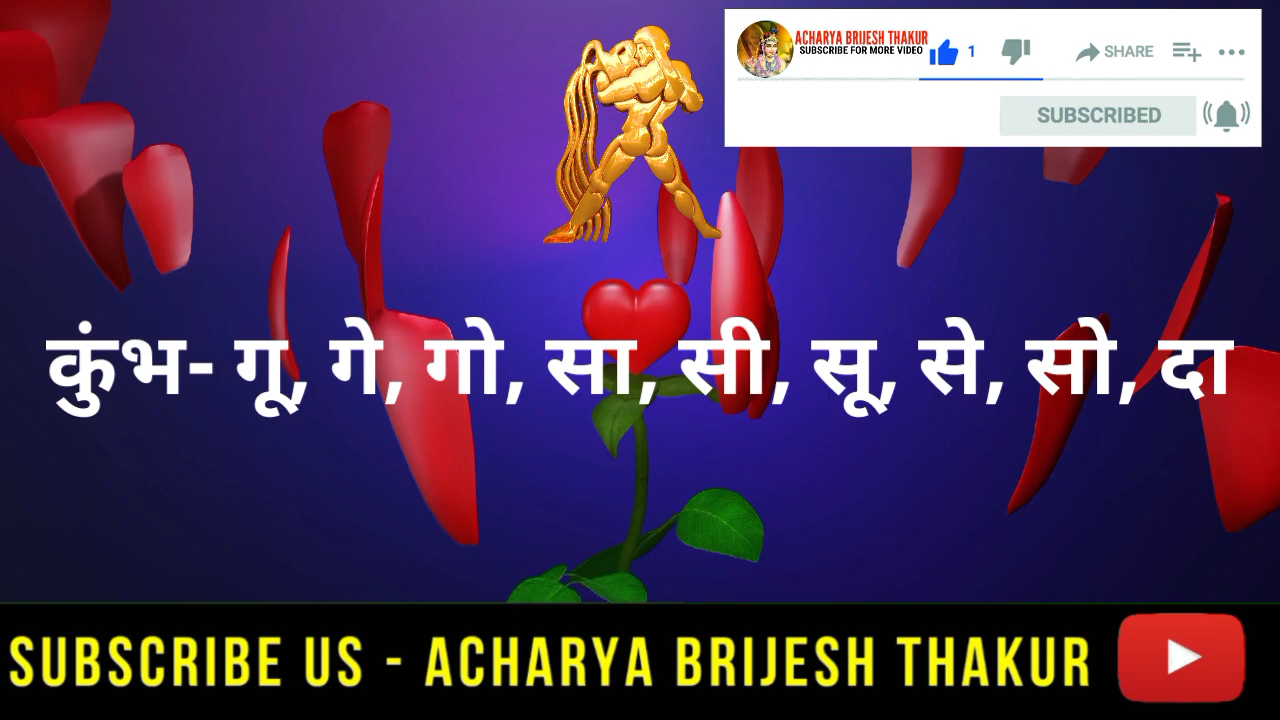 ACHARYA BRIJESH THAKUR
SUBSCRIBE FOR MORE VIDEO
1
SHARE
SUBSCRIBED
कुंभ- गू, गे, गो, सा, सी, सू, से, सो, दा
SUBSCRIBE US - ACHARYA BRIJESH THAKUR